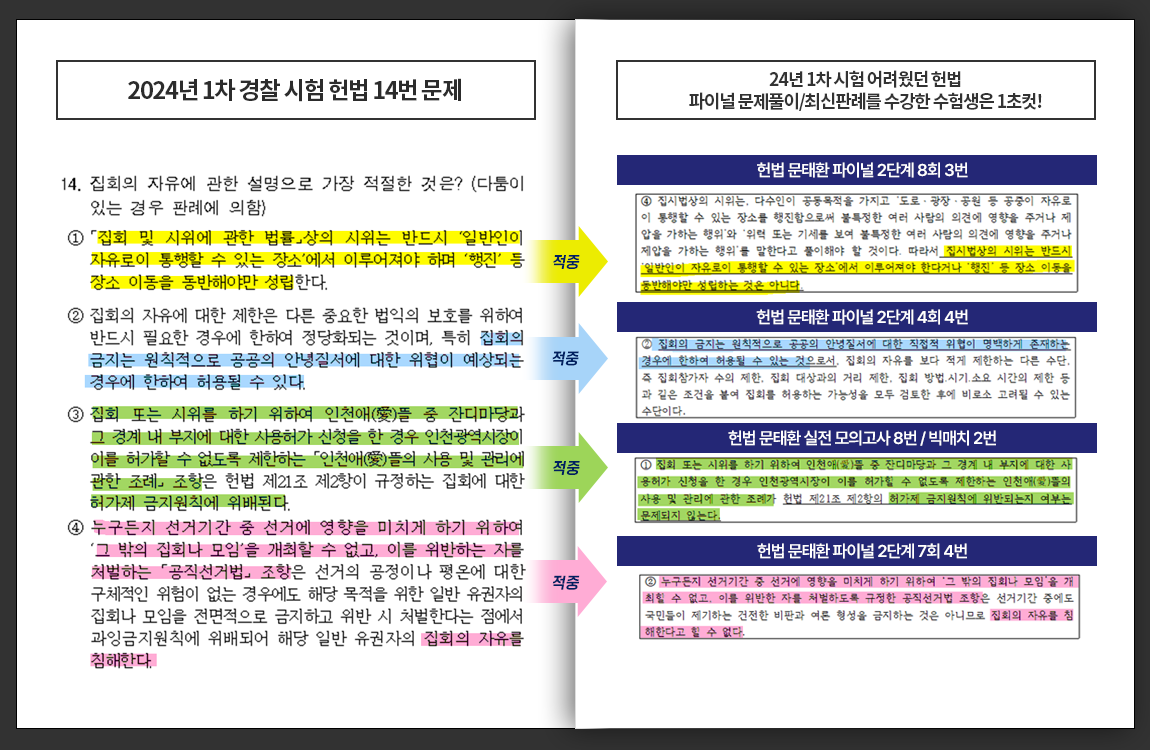 2024년 1차 경찰 시험 헌법 14번 문제
14. 집회의 자유에 관한 설명으로 가장 적절한 것은? (다툼이
있는 경우 판례에 의함)
① 「집회 및 시위에 관한 법률」상의 시위는 반드시 '일반인이
자유로이 통행할 수 있는 장소'에서 이루어져야 하며 '행진' 등
장소 이동을 동반해야만 성립한다.
② 집회의 자유에 대한 제한은 다른 중요한 법익의 보호를 위하여
반드시 필요한 경우에 한하여 정당화되는 것이며, 특히 집회의
금지는 원칙적으로 공공의 안녕질서에 대한 위협이 예상되는
경우에 한하여 허용될 수 있다.
③ 집회 또는 시위를 하기 위하여 인천애(愛)뜰 중 잔디마당과
그 경계 내 부지에 대한 사용허가 신청을 한 경우 인천광역시장이
이를 허가할 수 없도록 제한하는 「인천애(愛)뜰의 사용 및 관리에
관한 조례」 조항은 헌법 제21조 제2항이 규정하는 집회에 대한
허가제 금지원칙에 위배된다.
④ 누구든지 선거기간 중 선거에 영향을 미치게 하기 위하여
'그 밖의 집회나 모임'을 개최할 수 없고, 이를 위반하는 자를
처벌하는 「공직선거법」 조항은 선거의 공정이나 평온에 대한
구체적인 위험이 없는 경우에도 해당 목적을 위한 일반 유권자의
집회나 모임을 전면적으로 금지하고 위반 시 처벌한다는 점에서
과잉금지원칙에 위배되어 해당 일반 유권자의 집회의 자유를
침해한다.
적중
적중
적중
적중
24년 1차 시험 어려웠던 헌법
파이널 문제풀이/최신판례를 수강한 수험생은 1초컷!
헌법 문태환 파이널 2단계 8회 3번
④ 집시법상의 시위는, 다수인이 공동목적을 가지고 '도로·광장·공원 등 공중이 자유로
이 통행할 수 있는 장소를 행진함으로써 불특정한 여러 사람의 의견에 영향을 주거나 제
압을 가하는 행위'와 '위력 또는 기세를 보여 불특정한 여러 사람의 의견에 영향을 주거나
제압을 가하는 행위'를 말한다고 풀이해야 할 것이다. 따라서 집시법상의 시위는 반드시
'일반인이 자유로이 통행할 수 있는 장소'에서 이루어져야 한다거나 '행진' 등 장소 이동을
동반해야만 성립하는 것은 아니다.
헌법 문태환 파이널 2단계 4회 4번
② 집회의 금지는 원칙적으로 공공의 안녕질서에 대한 직접적 위협이 명백하게 존재하는
경우에 한하여 허용될 수 있는 것으로서, 집회의 자유를 보다 적게 제한하는 다른 수단,
즉 집회참가자 수의 제한, 집회 대상과의 거리 제한, 집회 방법.시기.소요 시간의 제한 등
과 같은 조건을 붙여 집회를 허용하는 가능성을 모두 검토한 후에 비로소 고려될 수 있는
수단이다.
헌법 문태환 실전 모의고사 8번 / 빅매치 2번
① 집회 또는 시위를 하기 위하여 인천애(愛)뜰 중 잔디마당과 그 경계 내 부지에 대한 사
용허가 신청을 한 경우 인천광역시장이 이를 허가할 수 없도록 제한하는 인천애(愛)뜰의
사용 및 관리에 관한 조례가 헌법 제21조 제2항의 허가제 금지원칙에 위반되는지 여부는
문제되지 않는다.
헌법 문태환 파이널 2단계 7회 4번
② 누구든지 선거기간 중 선거에 영향을 미치게 하기 위하여 '그 밖의 집회나 모임'을 개
최할 수 없고, 이를 위반한 자를 처벌하도록 규정한 공직선거법 조항은 선거기간 중에도
국민들이 제기하는 건전한 비판과 여론 형성을 금지하는 것은 아니므로 집회의 자유를 침
해한다고 할 수 없다.